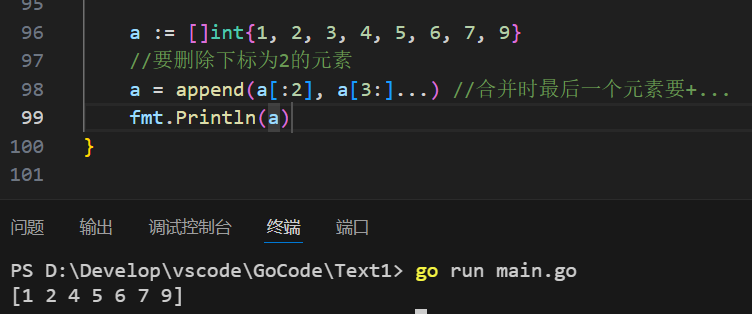 95
96 a := []int{1, 2, 3, 4, 5, 6, 7, 9}
97 //要删除下标为2的元素
98 a = append(a[:2], a[3:]...) //合并时最后一个元素要+...
99 fmt.Println(a)
100 }
101
问题 输出 调试控制台 终端 端口
PS D:\Develop\vscode\GoCode\Text1> go run main.go
[1 2 4 5 6 7 9]